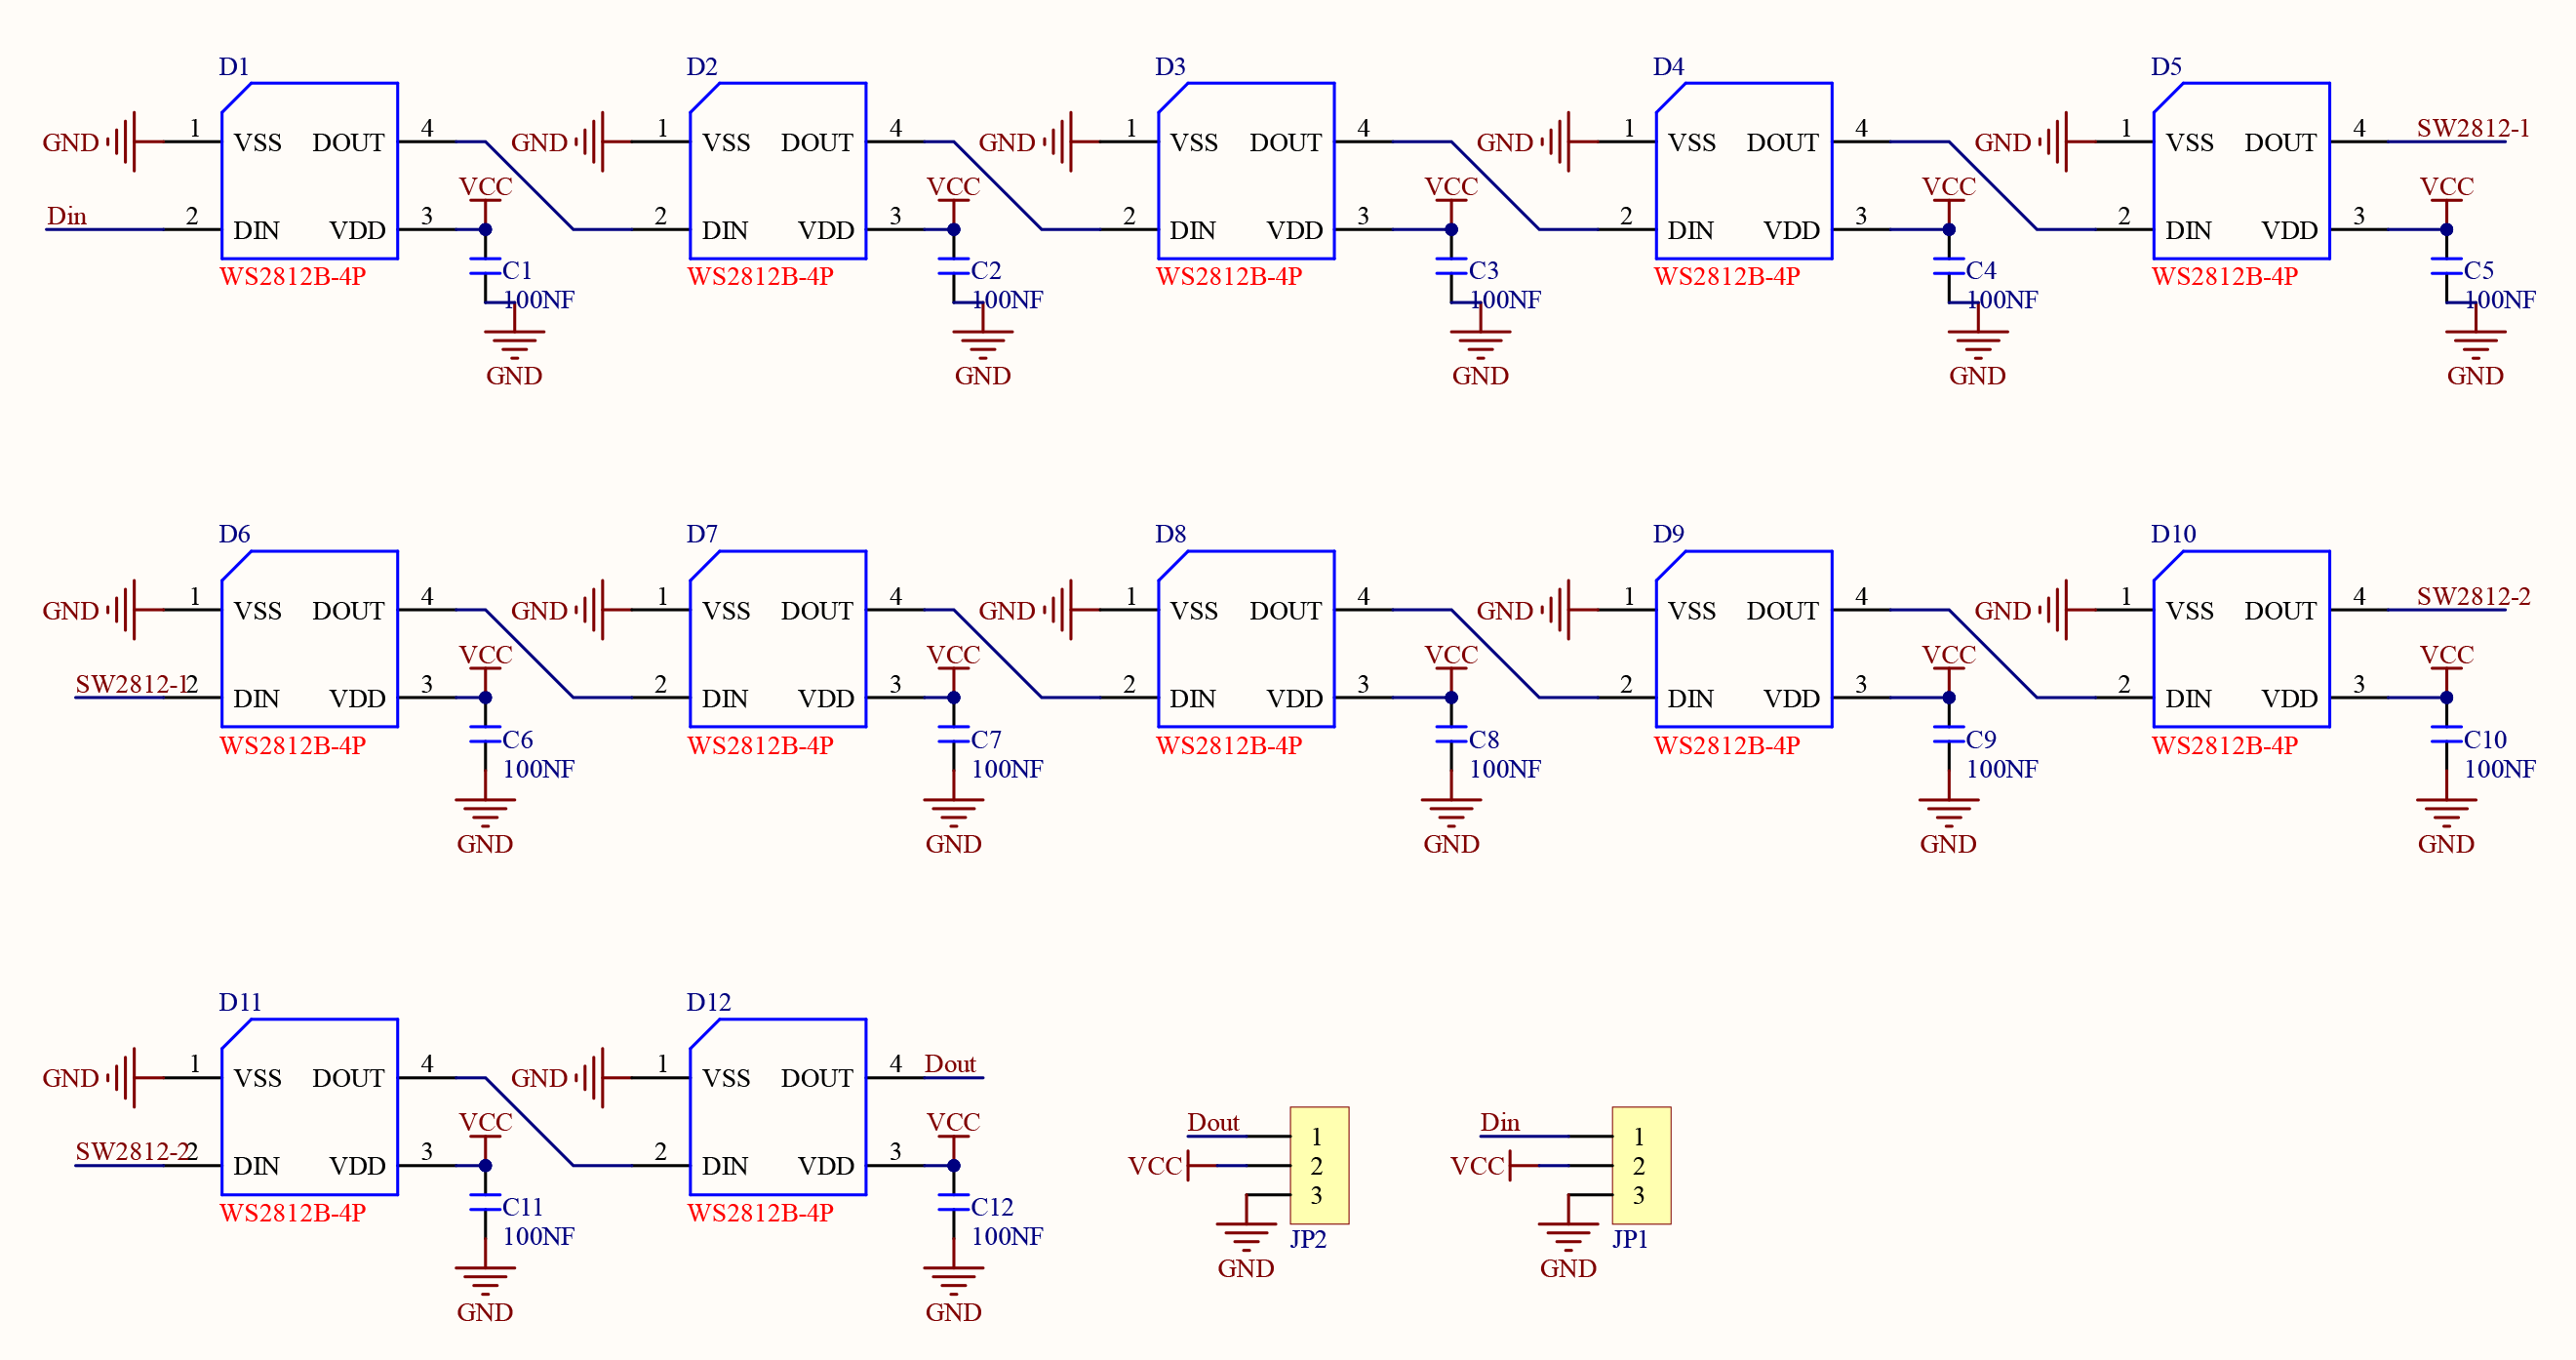 D1 D2 D3 D4 D5
GND 1 VSS DOUT 4 GND 1 VSS DOUT 4 GND 1 VSS DOUT 4 GND 1 VSS DOUT 4 GND 1 VSS DOUT 4 SW2812-1
VCC VCC VCC VCC VCC
Din 2 DIN VDD 3 2 DIN VDD 3 2 DIN VDD 3 2 DIN VDD 3 2 DIN VDD 3
WS2812B-4P C1 WS2812B-4P C2 WS2812B-4P C3 WS2812B-4P C4 WS2812B-4P C5
100NF 100NF 100NF 100NF 100NF
GND GND GND GND GND
D6 D7 D8 D9 D10
GND 1 VSS DOUT 4 GND 1 VSS DOUT 4 GND 1 VSS DOUT 4 GND 1 VSS DOUT 4 GND 1 VSS DOUT 4 SW2812-2
VCC VCC VCC VCC VCC
SW2812-1 2 DIN VDD 3 2 DIN VDD 3 2 DIN VDD 3 2 DIN VDD 3 2 DIN VDD 3
WS2812B-4P C6 WS2812B-4P C7 WS2812B-4P C8 WS2812B-4P C9 WS2812B-4P C10
100NF 100NF 100NF 100NF 100NF
GND GND GND GND GND
D11 D12
GND 1 VSS DOUT 4 GND 1 VSS DOUT 4 Dout
VCC VCC Dout 1 Din 1
SW2812-2 2 DIN VDD 3 2 DIN VDD 3 VCC 2 VCC 2
3 3
WS2812B-4P C11 WS2812B-4P C12
100NF 100NF JP2 JP1
GND GND
GND GND